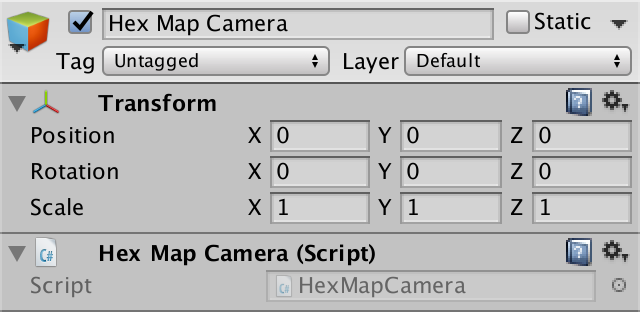 Hex Map Camera Static
Tag Untagged Layer Default
Transform
Position X 0 Y 0 Z 0
Rotation X 0 Y 0 Z 0
Scale X 1 Y 1 Z 1
C# Hex Map Camera (Script)
Script C# HexMapCamera